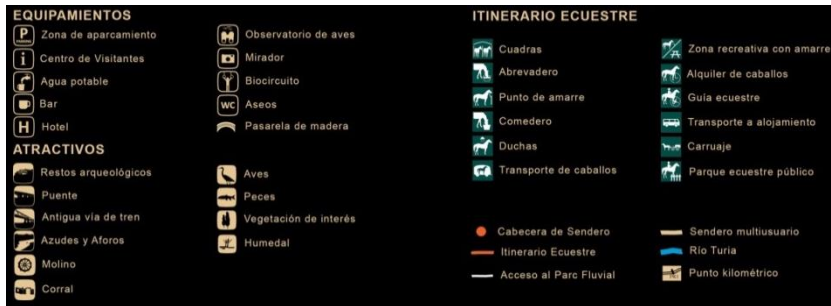 EQUIPAMIENTOS
P
Zona de aparcamiento
i
Centro de Visitantes
Agua potable
Bar
H
Hotel
Observatorio de aves
Mirador
Biocircuito
WC
Aseos
Pasarela de madera
ATRACTIVOS
Restos arqueológicos
Puente
Antigua vía de tren
Azudes y Aforos
Molino
Corral
Aves
Peces
Vegetación de interés
Humedal
ITINERARIO ECUESTRE
Cuadras
Abrevadero
Punto de amarre
Comedero
Duchas
Transporte de caballos
Zona recreativa con amarre
Alquiler de caballos
Guía ecuestre
Transporte a alojamiento
Carruaje
Parque ecuestre público
Cabecera de Sendero
Itinerario Ecuestre
Acceso al Parc Fluvial
Sendero multiusuario
Río Turia
Punto kilométrico